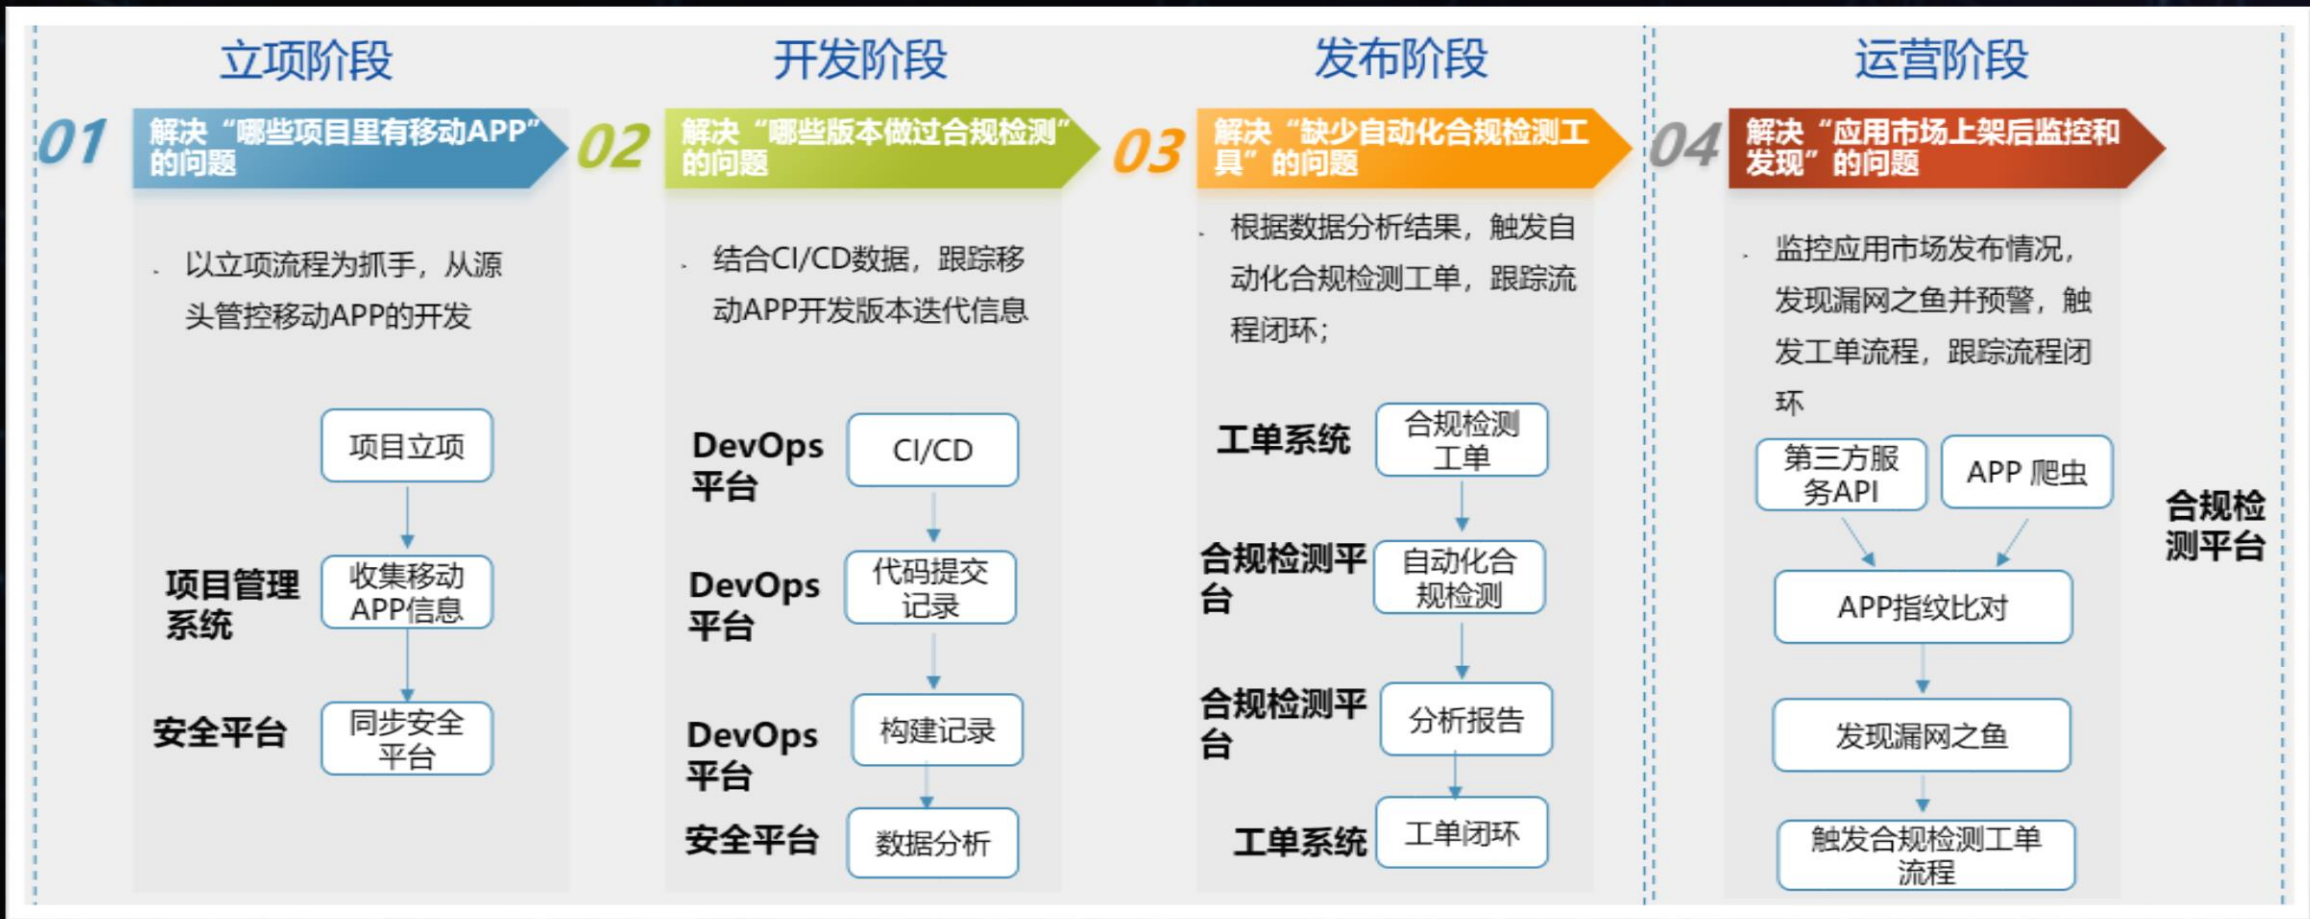 立项阶段
01
解决“哪些项目里有移动APP”
的问题
以立项流程为抓手，从源
头管控移动APP的开发
项目立项
项目管理
系统
收集移动
APP信息
安全平台
同步安全
平台
开发阶段
02
解决“哪些版本做过合规检测”
的问题
结合CI/CD数据，跟踪移
动APP开发版本迭代信息
DevOps
平台
CI/CD
DevOps
平台
代码提交
记录
DevOps
平台
构建记录
安全平台
数据分析
发布阶段
03
解决“缺少自动化合规检测工
具”的问题
根据数据分析结果，触发自
动化合规检测工单，跟踪流
程闭环；
工单系统
合规检测
工单
合规检测平
台
自动化合
规检测
合规检测平
台
分析报告
工单系统
工单闭环
运营阶段
04
解决“应用市场上架后监控和
发现”的问题
监控应用市场发布情况，
发现漏网之鱼并预警，触
发工单流程，跟踪流程闭
环
第三方服
务API
APP 爬虫
合规检
测平台
APP指纹比对
发现漏网之鱼
触发合规检测工单
流程